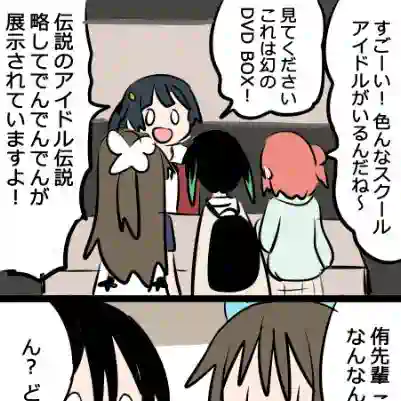 すごーい!色んなスクール
アイドルがいるんだね〜
見てください
これは幻の
DVD BOX!
伝説のアイドル伝説
略してでんでんでんが
展示されていますよ!
侑先輩
なんなん
ん?ど